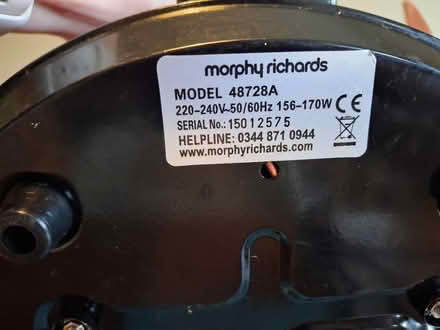 morphy richards
MODEL 48728A
220-240V~50/60Hz 156-170W CE
SERIAL No.: 15012575
HELPLINE: 0344 871 0944
www.morphyrichards.com